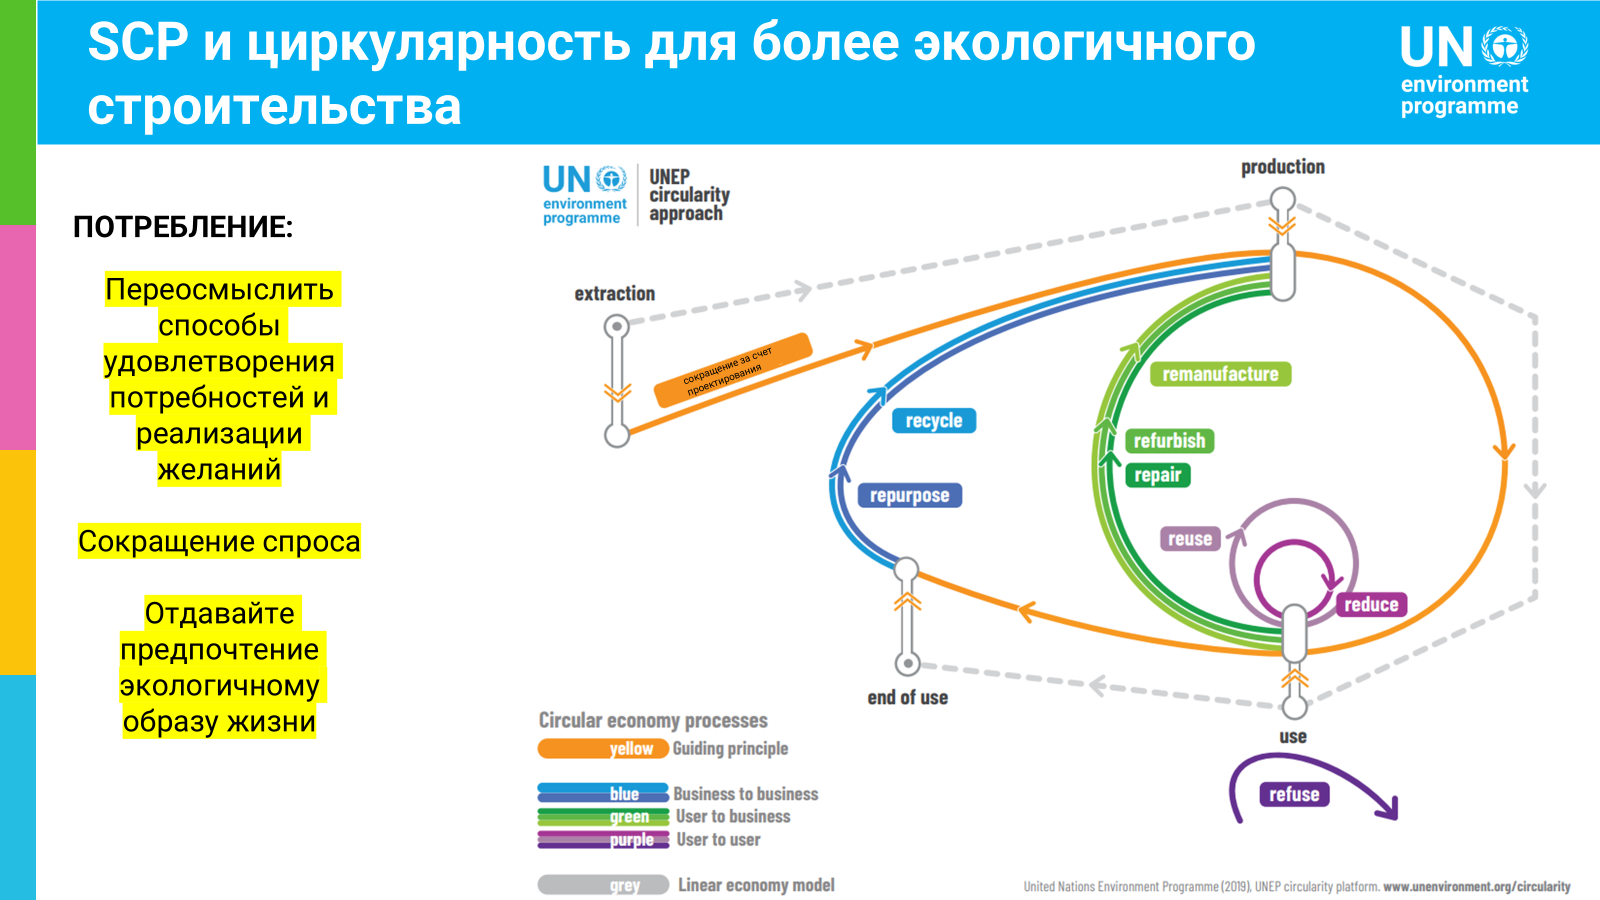 SCP и циркулярность для более экологичного
строительства
UN
environment
programme
ПОТРЕБЛЕНИЕ:
Переосмыслить
способы
удовлетворения
потребностей и
реализации
желаний
Сокращение спроса
Отдавайте
предпочтение
экологичному
образу жизни
UN
environment
programme
UNEP
circularity
approach
production
extraction
сокращение за счет
проектирования
remanufacture
recycle
refurbish
repair
repurpose
reuse
reduce
end of use
use
refuse
Circular economy processes
yellow Guiding principle
blue Business to business
green User to business
purple User to user
grey Linear economy model
United Nations Environment Programme (2019), UNEP circularity platform. www.unenvironment.org/circularity